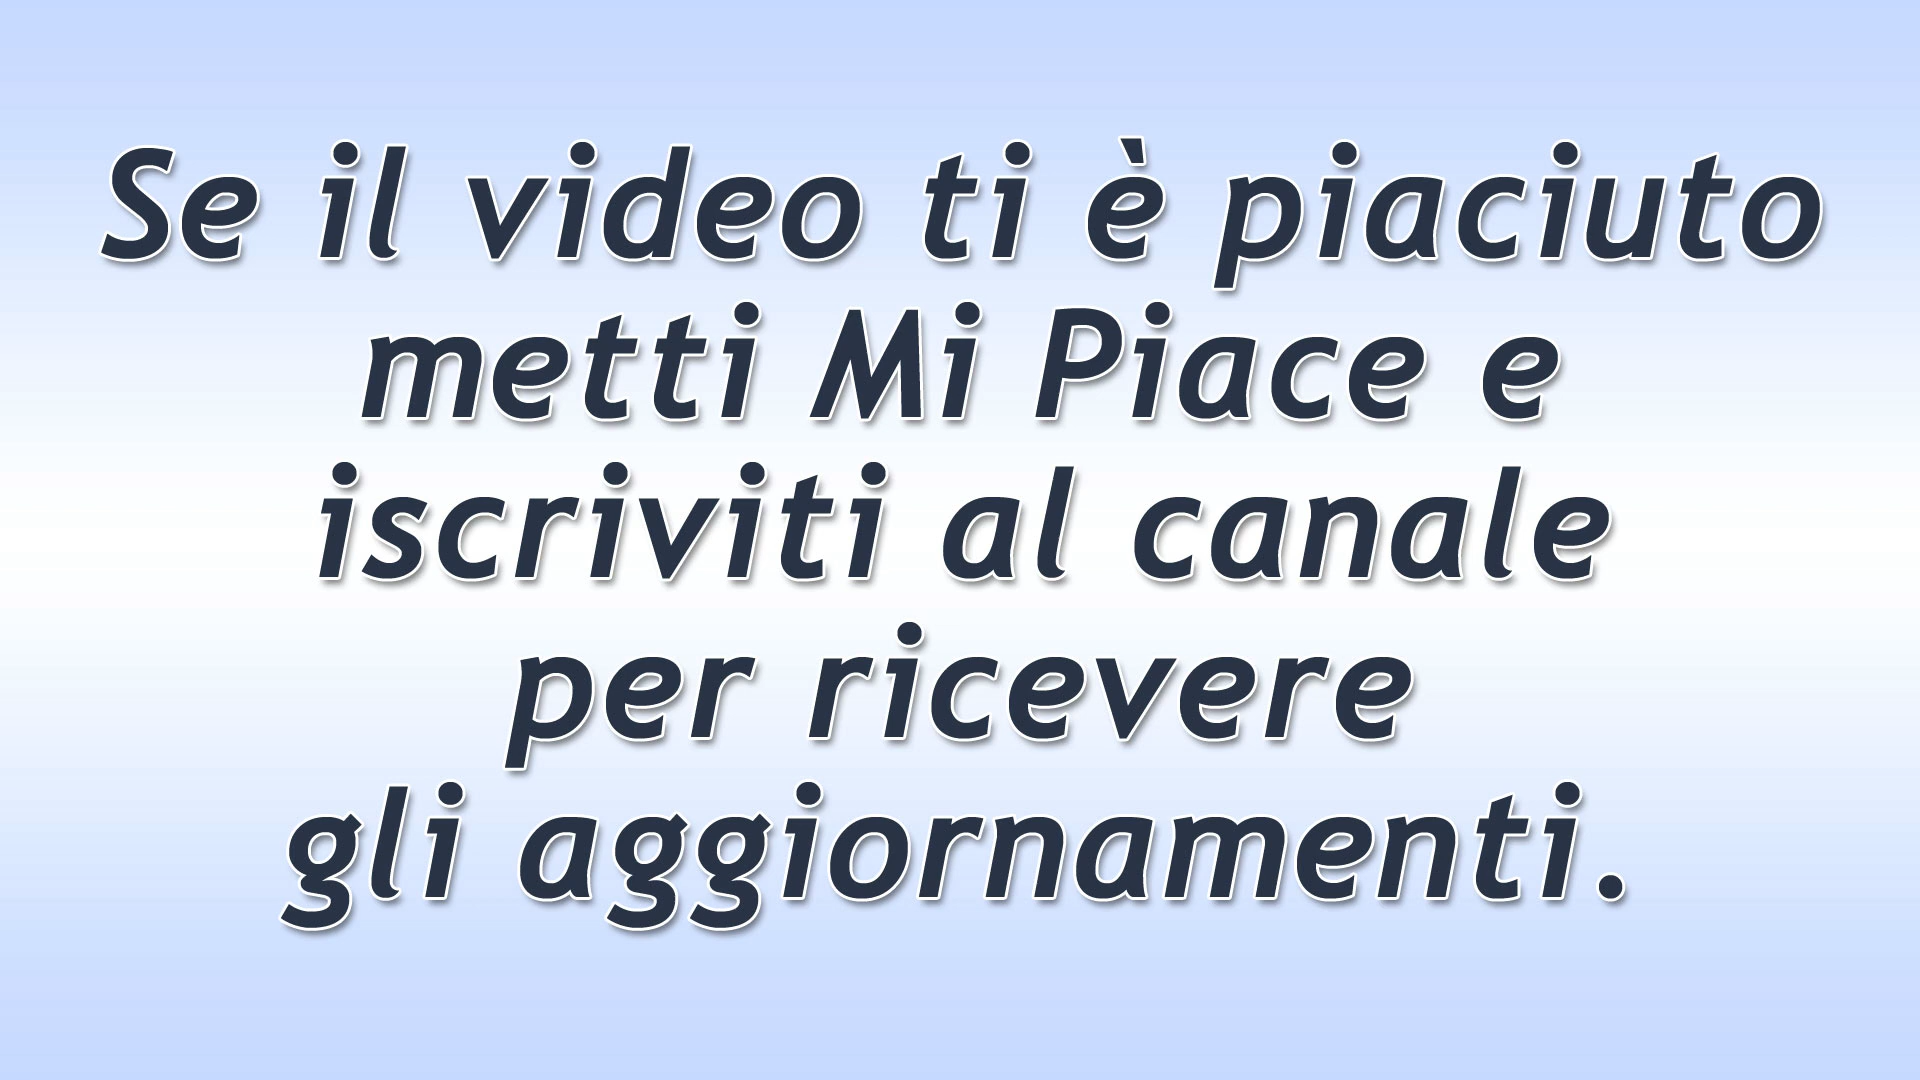 Se il video ti è piaciuto
metti Mi Piace e
iscriviti al canale
per ricevere
gli aggiornamenti.